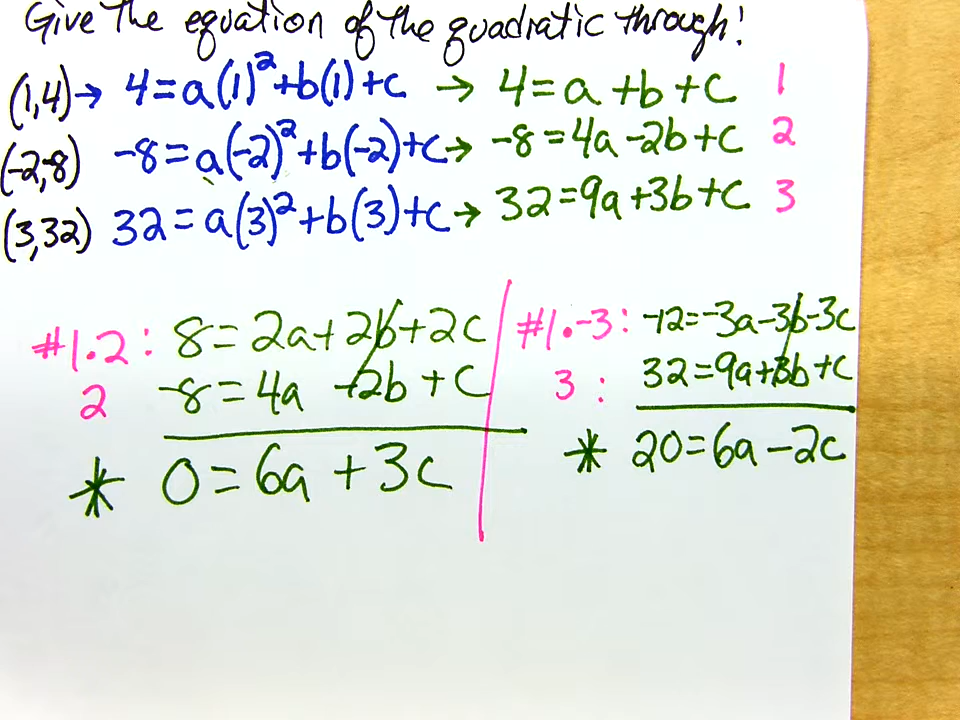 Give the equation of the quadratic through!
(1,4)→ 4=a(1)²+b(1)+c → 4=a+b+c 1
(-2,-8) -8=a(-2)²+b(-2)+c→ -8=4a-2b+c 2
(3,32) 32=a(3)²+b(3)+c→ 32=9a+3b+c 3
#1·2: 8=2a+2b+2c
2 -8=4a-2b+c
* 0=6a+3c
#1·-3: -12=-3a-3b-3c
3: 32=9a+3b+c
* 20=6a-2c